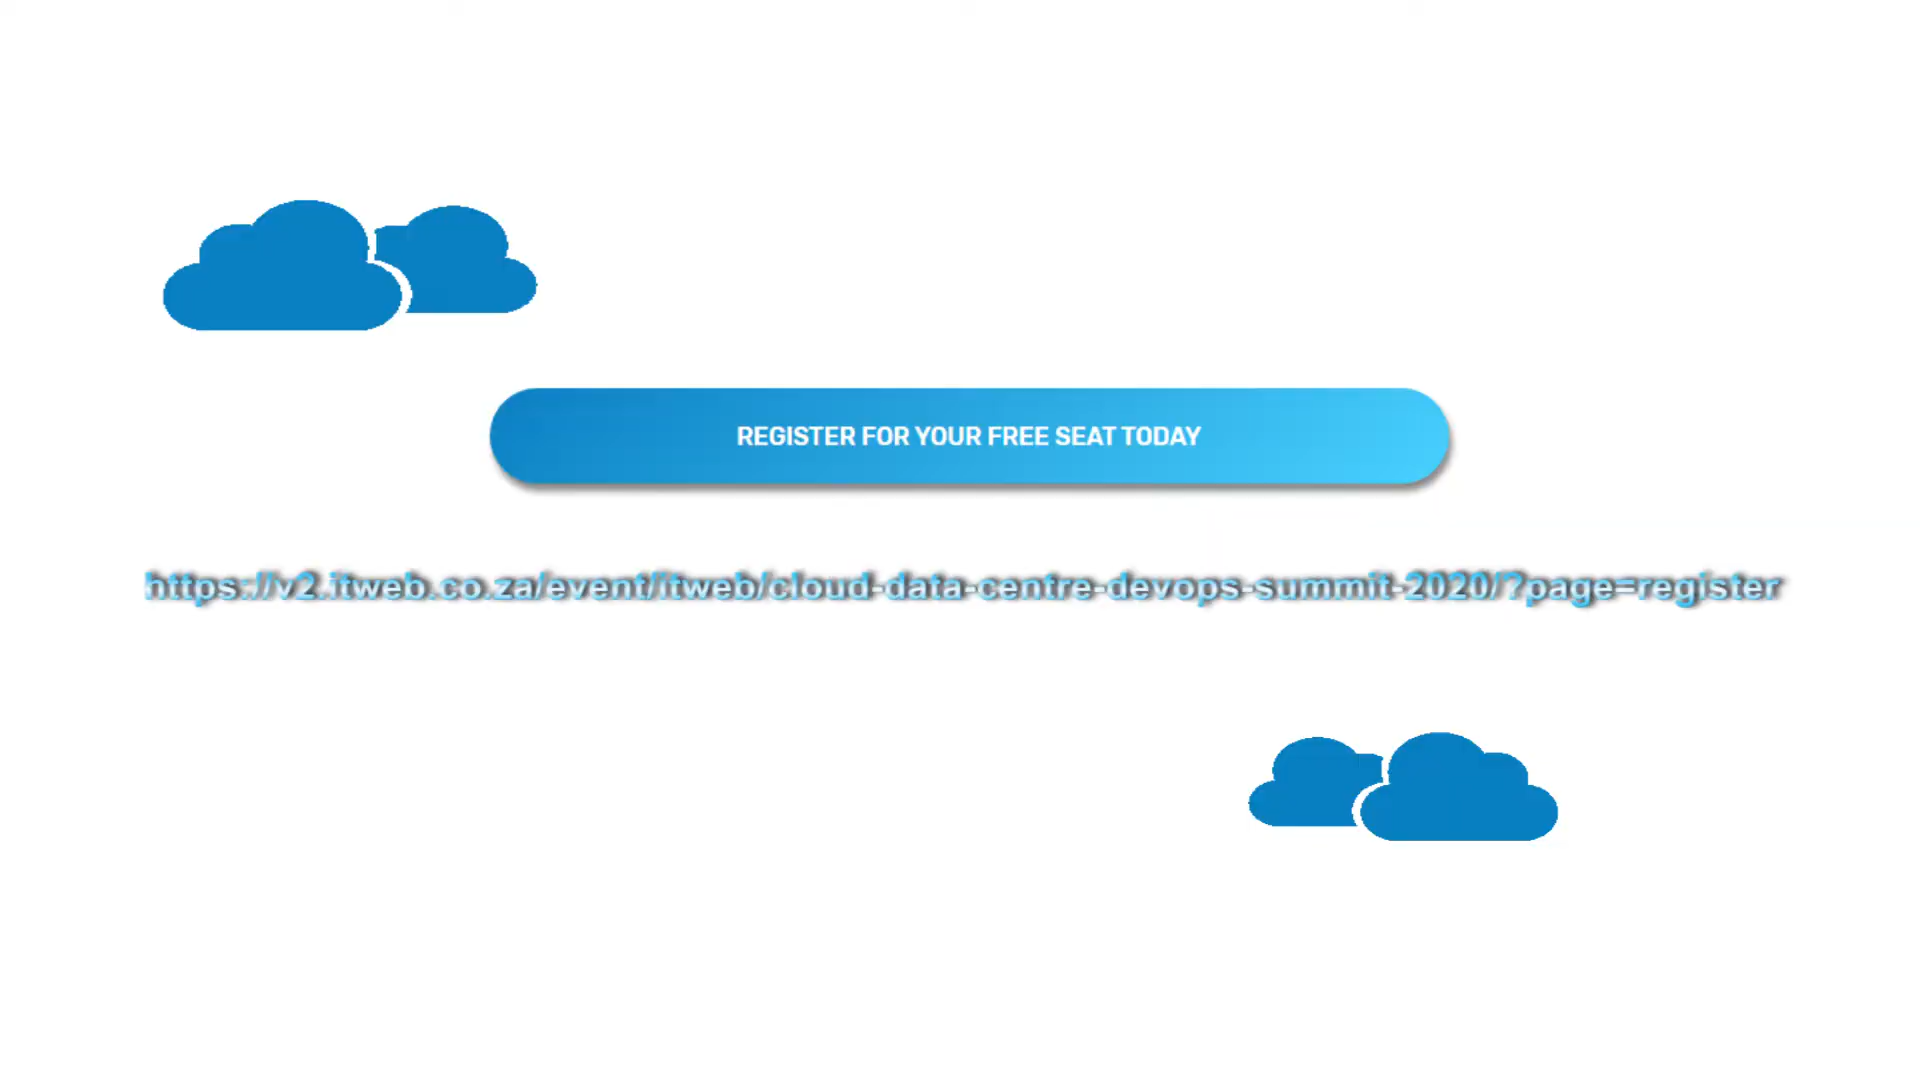 REGISTER FOR YOUR FREE SEAT TODAY
https://v2.itweb.co.za/event/itweb/cloud-data-centre-devops-summit-2020/?page=register